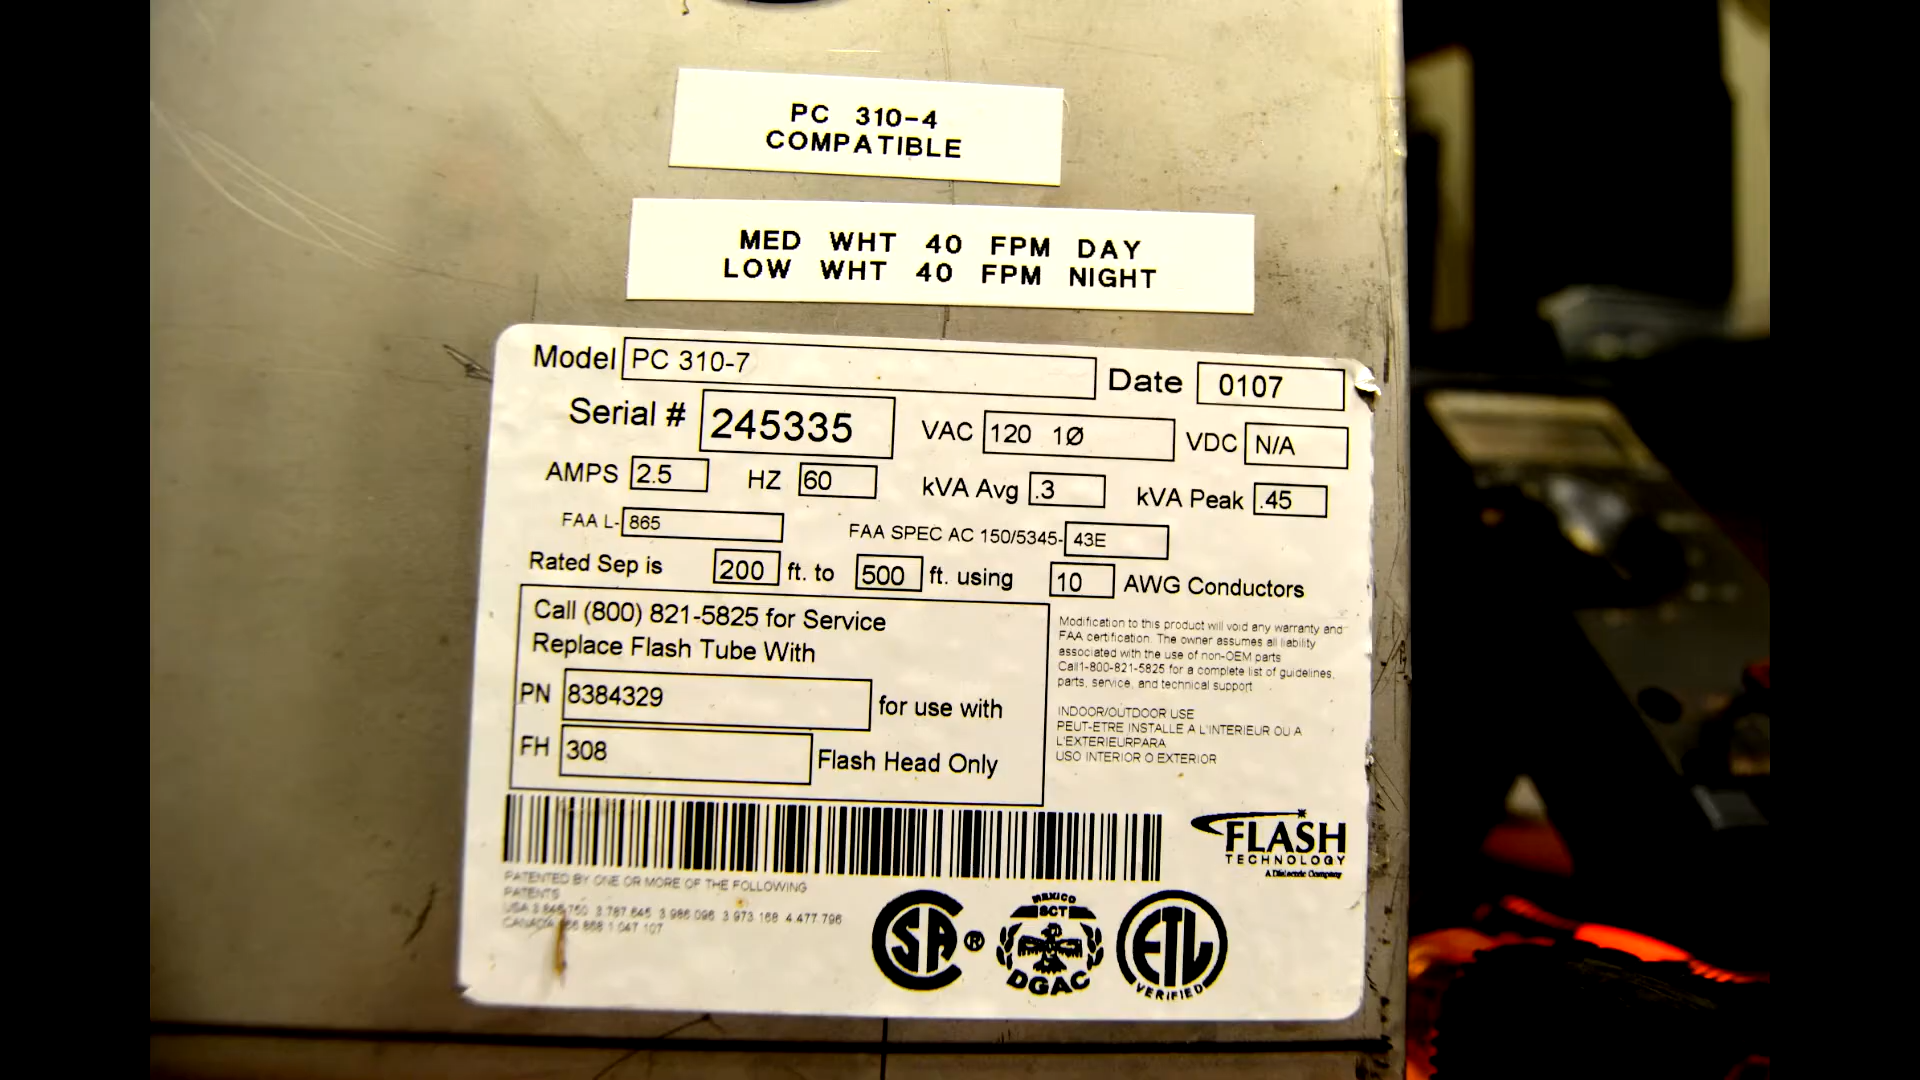 PC 310-4
COMPATIBLE
MED WHT 40 FPM DAY
LOW WHT 40 FPM NIGHT
Model PC 310-7 Date 0107
Serial # 245335 VAC 120 1Ø VDC N/A
AMPS 2.5 HZ 60 kVA Avg .3 kVA Peak .45
FAA L- 865 FAA SPEC AC 150/5345- 43E
Rated Sep is 200 ft. to 500 ft. using 10 AWG Conductors
Call (800) 821-5825 for Service
Replace Flash Tube With
PN 8384329 for use with
FH 308 Flash Head Only
Modification to this product will void any warranty and
FAA certification. The owner assumes all liability
associated with the use of non-OEM parts
Call1-800-821-5825 for a complete list of guidelines,
parts, service, and technical support
INDOOR/OUTDOOR USE
PEUT-ETRE INSTALLE A L'INTERIEUR OU A
L'EXTERIEURPARA
USO INTERIOR O EXTERIOR
FLASH
TECHNOLOGY
A Dielectric Company
PATENTED BY ONE OR MORE OF THE FOLLOWING
PATENTS
USA 3 846 750 3 787 645 3 986 096 3 973 168 4 477 796
CANADA 868 1 047 107
SA ®
MEXICO
SCT
DGAC
ETL
VERIFIED